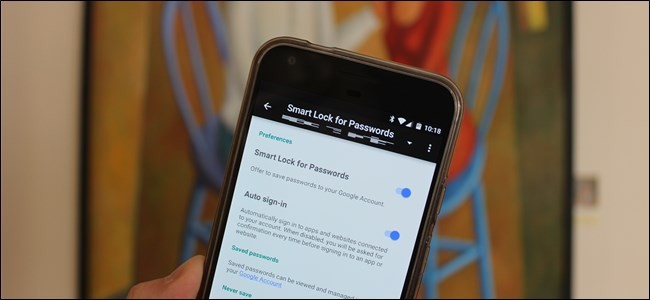 10:18
Smart Lock for Passwords
Preferences
Smart Lock for Passwords
Offer to save passwords to your Google Account.
Auto sign-in
Automatically sign in to apps and websites connected
to your account. When disabled, you will be asked for
confirmation every time before signing in to an app or
website.
Saved passwords
Saved passwords can be viewed and managed
your Google Account
Never save